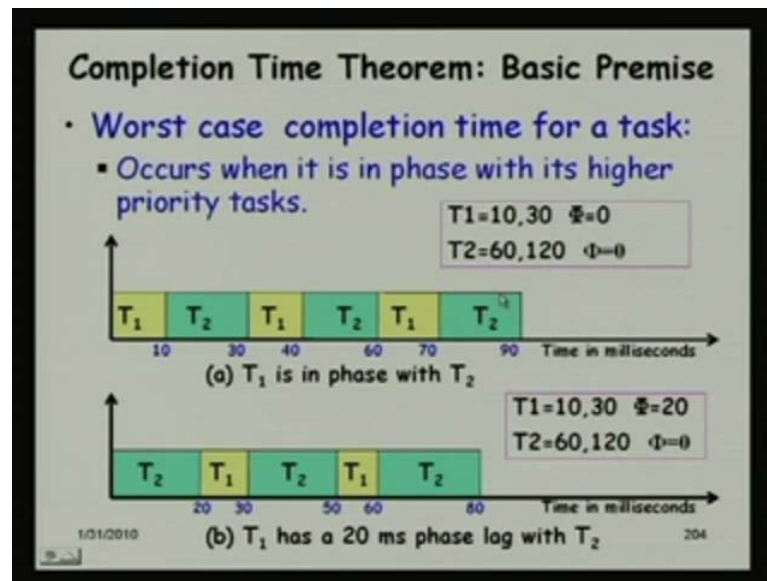 Completion Time Theorem: Basic Premise
• Worst case completion time for a task:
▪ Occurs when it is in phase with its higher
priority tasks.
T1=10,30 Φ=0
T2=60,120 Φ=0
T₁ T₂ T₁ T₂ T₁ T₂
10 30 40 60 70 90 Time in milliseconds
(a) T₁ is in phase with T₂
T1=10,30 Φ=20
T2=60,120 Φ=0
T₂ T₁ T₂ T₁ T₂
20 30 50 60 80 Time in milliseconds
(b) T₁ has a 20 ms phase lag with T₂
1/31/2010
204